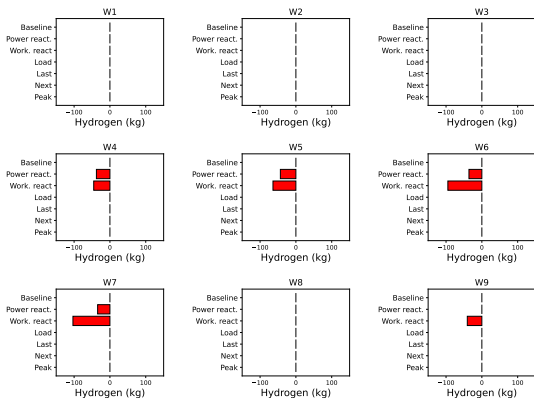 W1
Baseline
Power react.
Work. react
Load
Last
Next
Peak
−100 0 100
Hydrogen (kg)
W2
Baseline
Power react.
Work. react
Load
Last
Next
Peak
−100 0 100
Hydrogen (kg)
W3
Baseline
Power react.
Work. react
Load
Last
Next
Peak
−100 0 100
Hydrogen (kg)
W4
Baseline
Power react.
Work. react
Load
Last
Next
Peak
−100 0 100
Hydrogen (kg)
W5
Baseline
Power react.
Work. react
Load
Last
Next
Peak
−100 0 100
Hydrogen (kg)
W6
Baseline
Power react.
Work. react
Load
Last
Next
Peak
−100 0 100
Hydrogen (kg)
W7
Baseline
Power react.
Work. react
Load
Last
Next
Peak
−100 0 100
Hydrogen (kg)
W8
Baseline
Power react.
Work. react
Load
Last
Next
Peak
−100 0 100
Hydrogen (kg)
W9
Baseline
Power react.
Work. react
Load
Last
Next
Peak
−100 0 100
Hydrogen (kg)